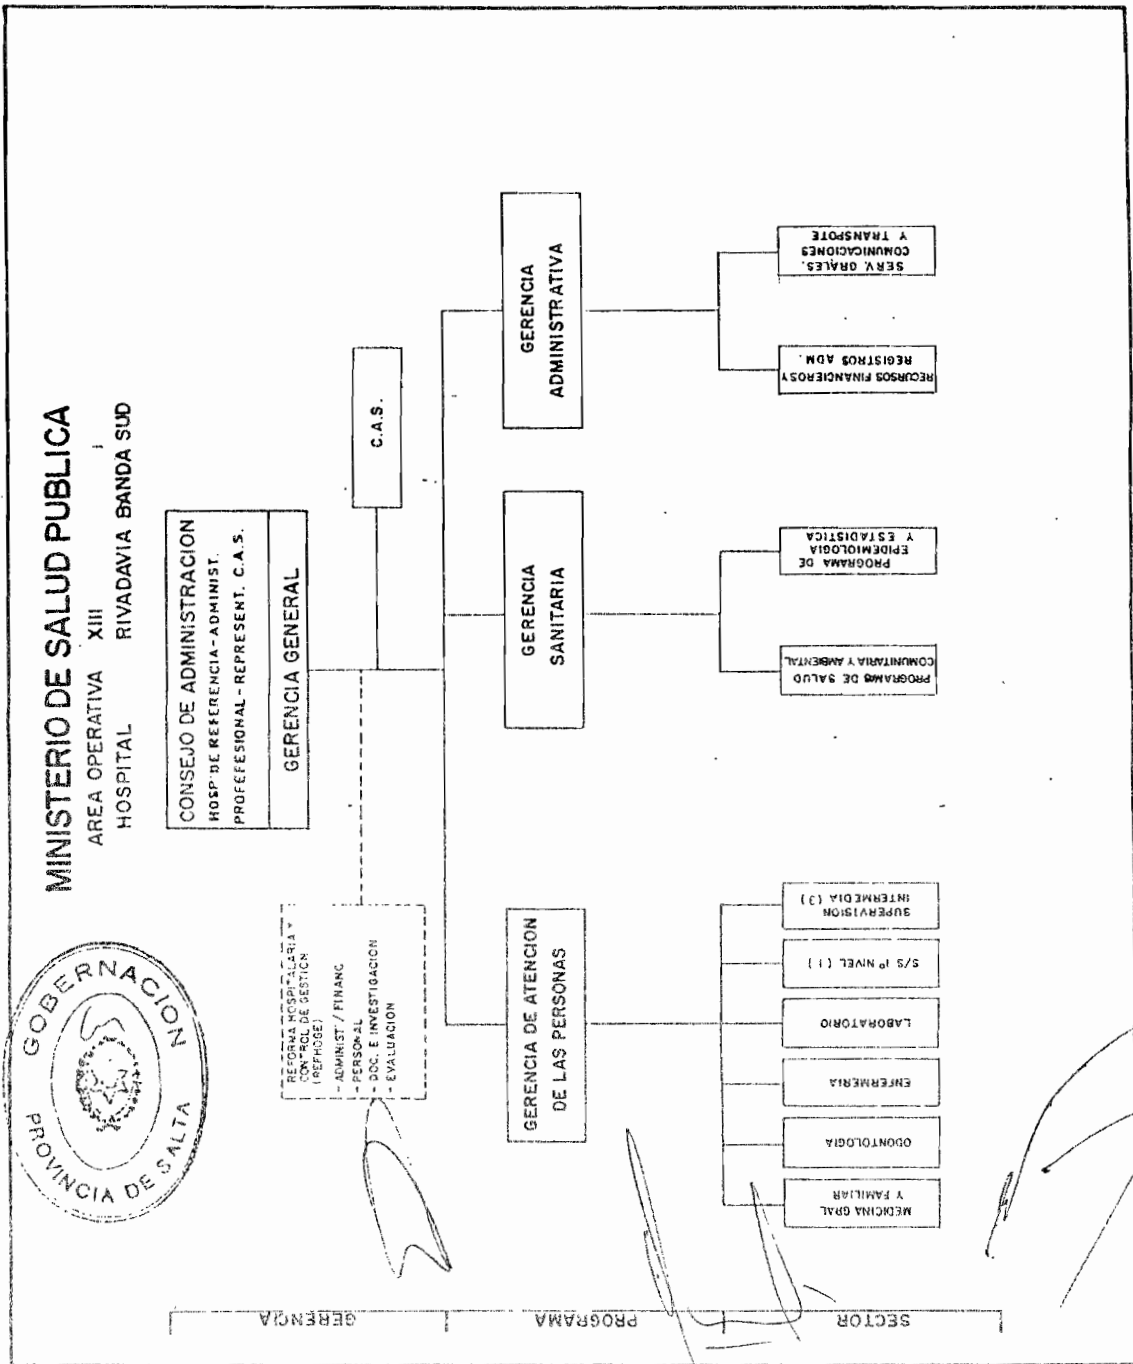 GOBERNACION
PROVINCIA DE SALTA
MINISTERIO DE SALUD PUBLICA
AREA OPERATIVA XIII
HOSPITAL RIVADAVIA BANDA SUD
CONSEJO DE ADMINISTRACION
HOSP. DE REFERENCIA-ADMINIST.
PROFEFESIONAL-REPRESENT. C.A.S.
GERENCIA GENERAL
C.A.S.
REFORMA HOSPITALARIA Y
CONTROL DE GESTION
(REFHOGE)
- ADMINIST / FINANC
- PERSONAL
- DOC. E INVESTIGACION
- EVALUACION
GERENCIA DE ATENCION
DE LAS PERSONAS
GERENCIA
SANITARIA
GERENCIA
ADMINISTRATIVA
MEDICINA GRAL
Y FAMILIAR
ODONTOLOGIA
ENFERMERIA
LABORATORIO
S/S 1º NIVEL (1)
SUPERVISION
INTERMEDIA (3)
PROGRAMAS DE SALUD
COMUNITARIA Y AMBIENTAL
PROGRAMA DE
EPIDEMIOLOGIA
Y ESTADISTICA
RECURSOS FINANCIEROS Y
REGISTROS ADM.
SERV. GRALES.
COMUNICACIONES
Y TRANSPOTE
GERENCIA
PROGRAMA
SECTOR